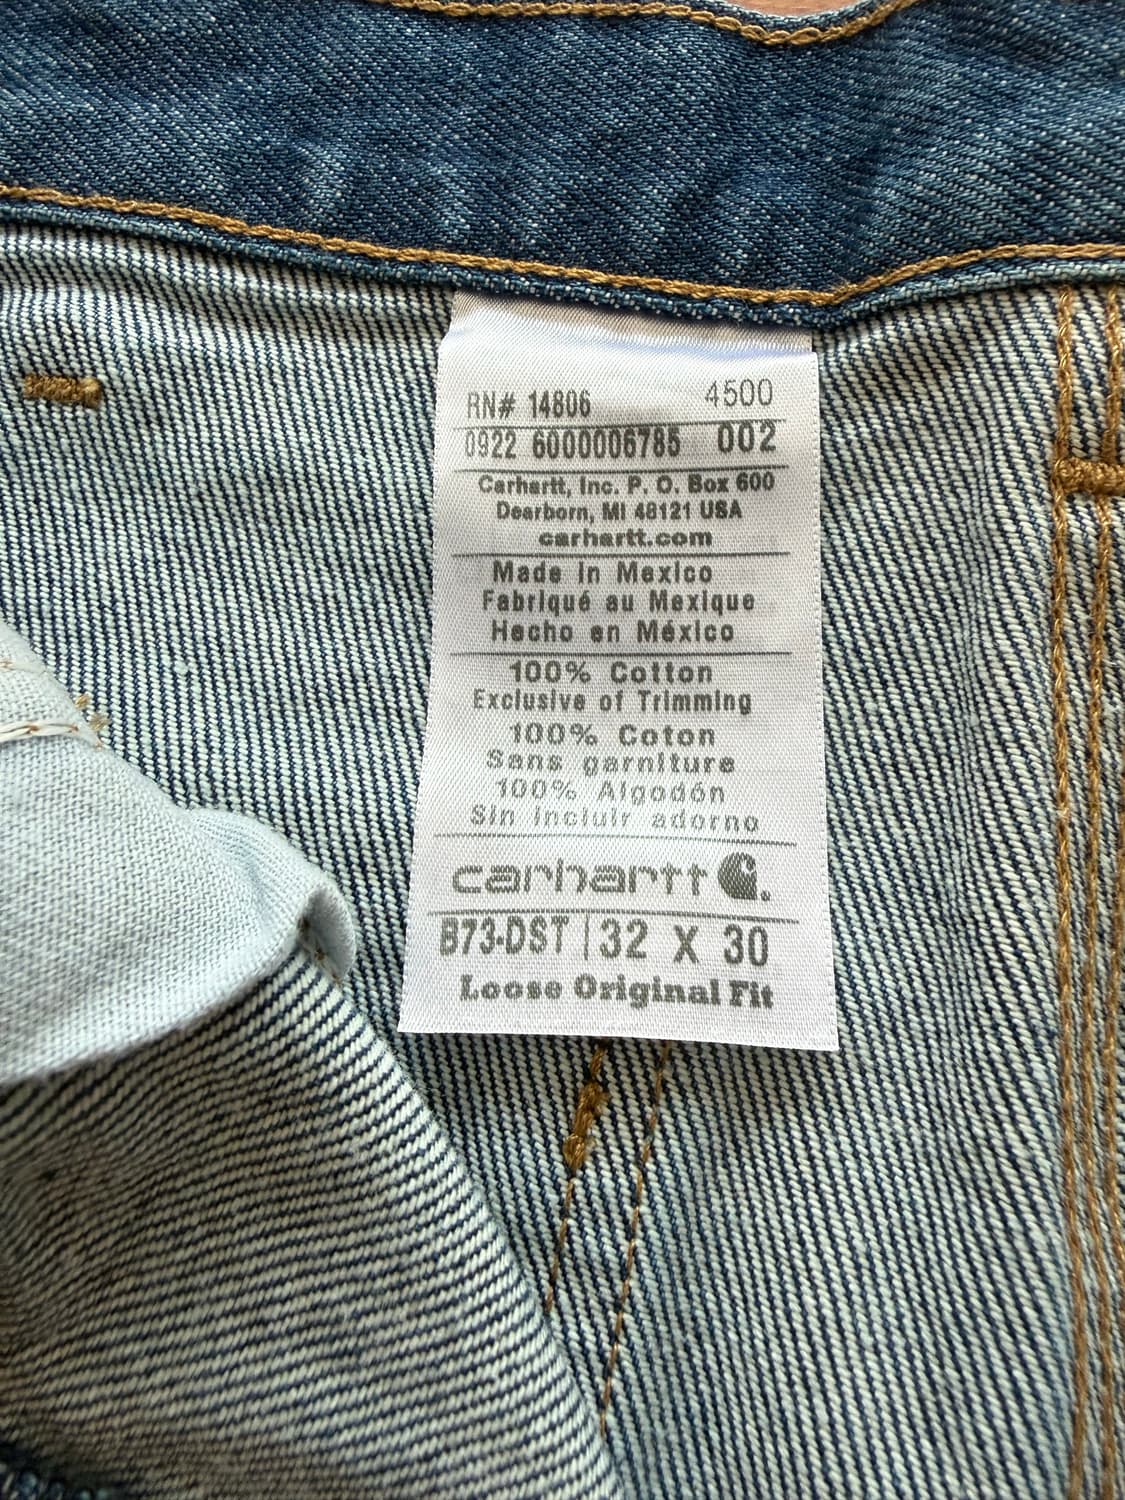 RN# 14806 4500
0922 6000006785 002
Carhartt, Inc. P. O. Box 600
Dearborn, MI 48121 USA
carhartt.com
Made in Mexico
Fabriqué au Mexique
Hecho en México
100% Cotton
Exclusive of Trimming
100% Coton
Sans garniture
100% Algodón
Sin incluir adorno
carhartt
B73-DST | 32 X 30
Loose Original Fit